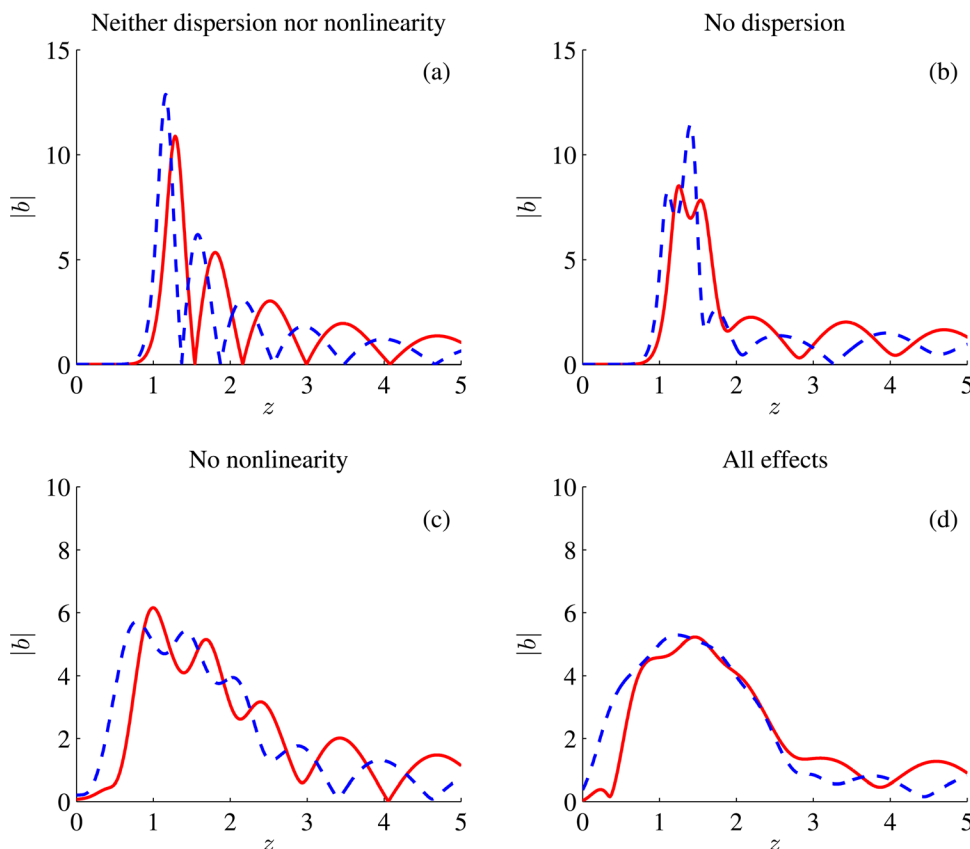 Neither dispersion nor nonlinearity
No dispersion
15
10
5
0
|b|
(a)
0 1 2 3 4 5
z
15
10
5
0
|b|
(b)
0 1 2 3 4 5
z
No nonlinearity
All effects
10
8
6
4
2
0
|b|
(c)
0 1 2 3 4 5
z
10
8
6
4
2
0
|b|
(d)
0 1 2 3 4 5
z